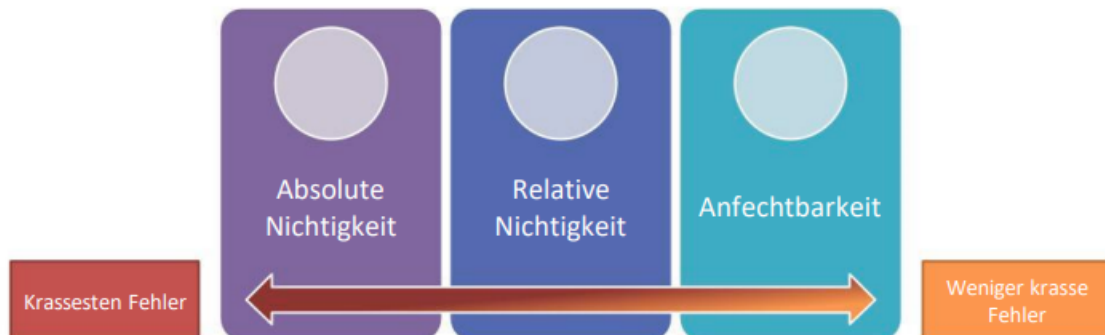 Absolute
Nichtigkeit
Relative
Nichtigkeit
Anfechtbarkeit
Krassesten Fehler
Weniger krasse
Fehler